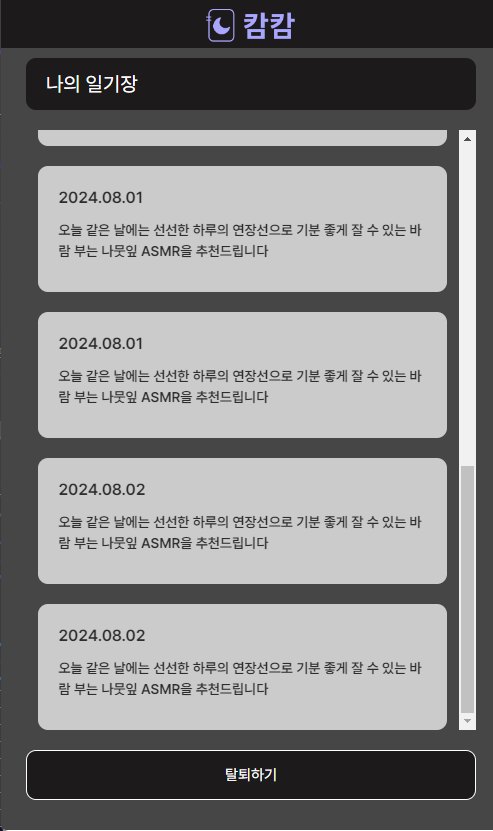 캄캄
나의 일기장
2024.08.01
오늘 같은 날에는 선선한 하루의 연장선으로 기분 좋게 잘 수 있는 바
람 부는 나뭇잎 ASMR을 추천드립니다
2024.08.01
오늘 같은 날에는 선선한 하루의 연장선으로 기분 좋게 잘 수 있는 바
람 부는 나뭇잎 ASMR을 추천드립니다
2024.08.02
오늘 같은 날에는 선선한 하루의 연장선으로 기분 좋게 잘 수 있는 바
람 부는 나뭇잎 ASMR을 추천드립니다
2024.08.02
오늘 같은 날에는 선선한 하루의 연장선으로 기분 좋게 잘 수 있는 바
람 부는 나뭇잎 ASMR을 추천드립니다
탈퇴하기